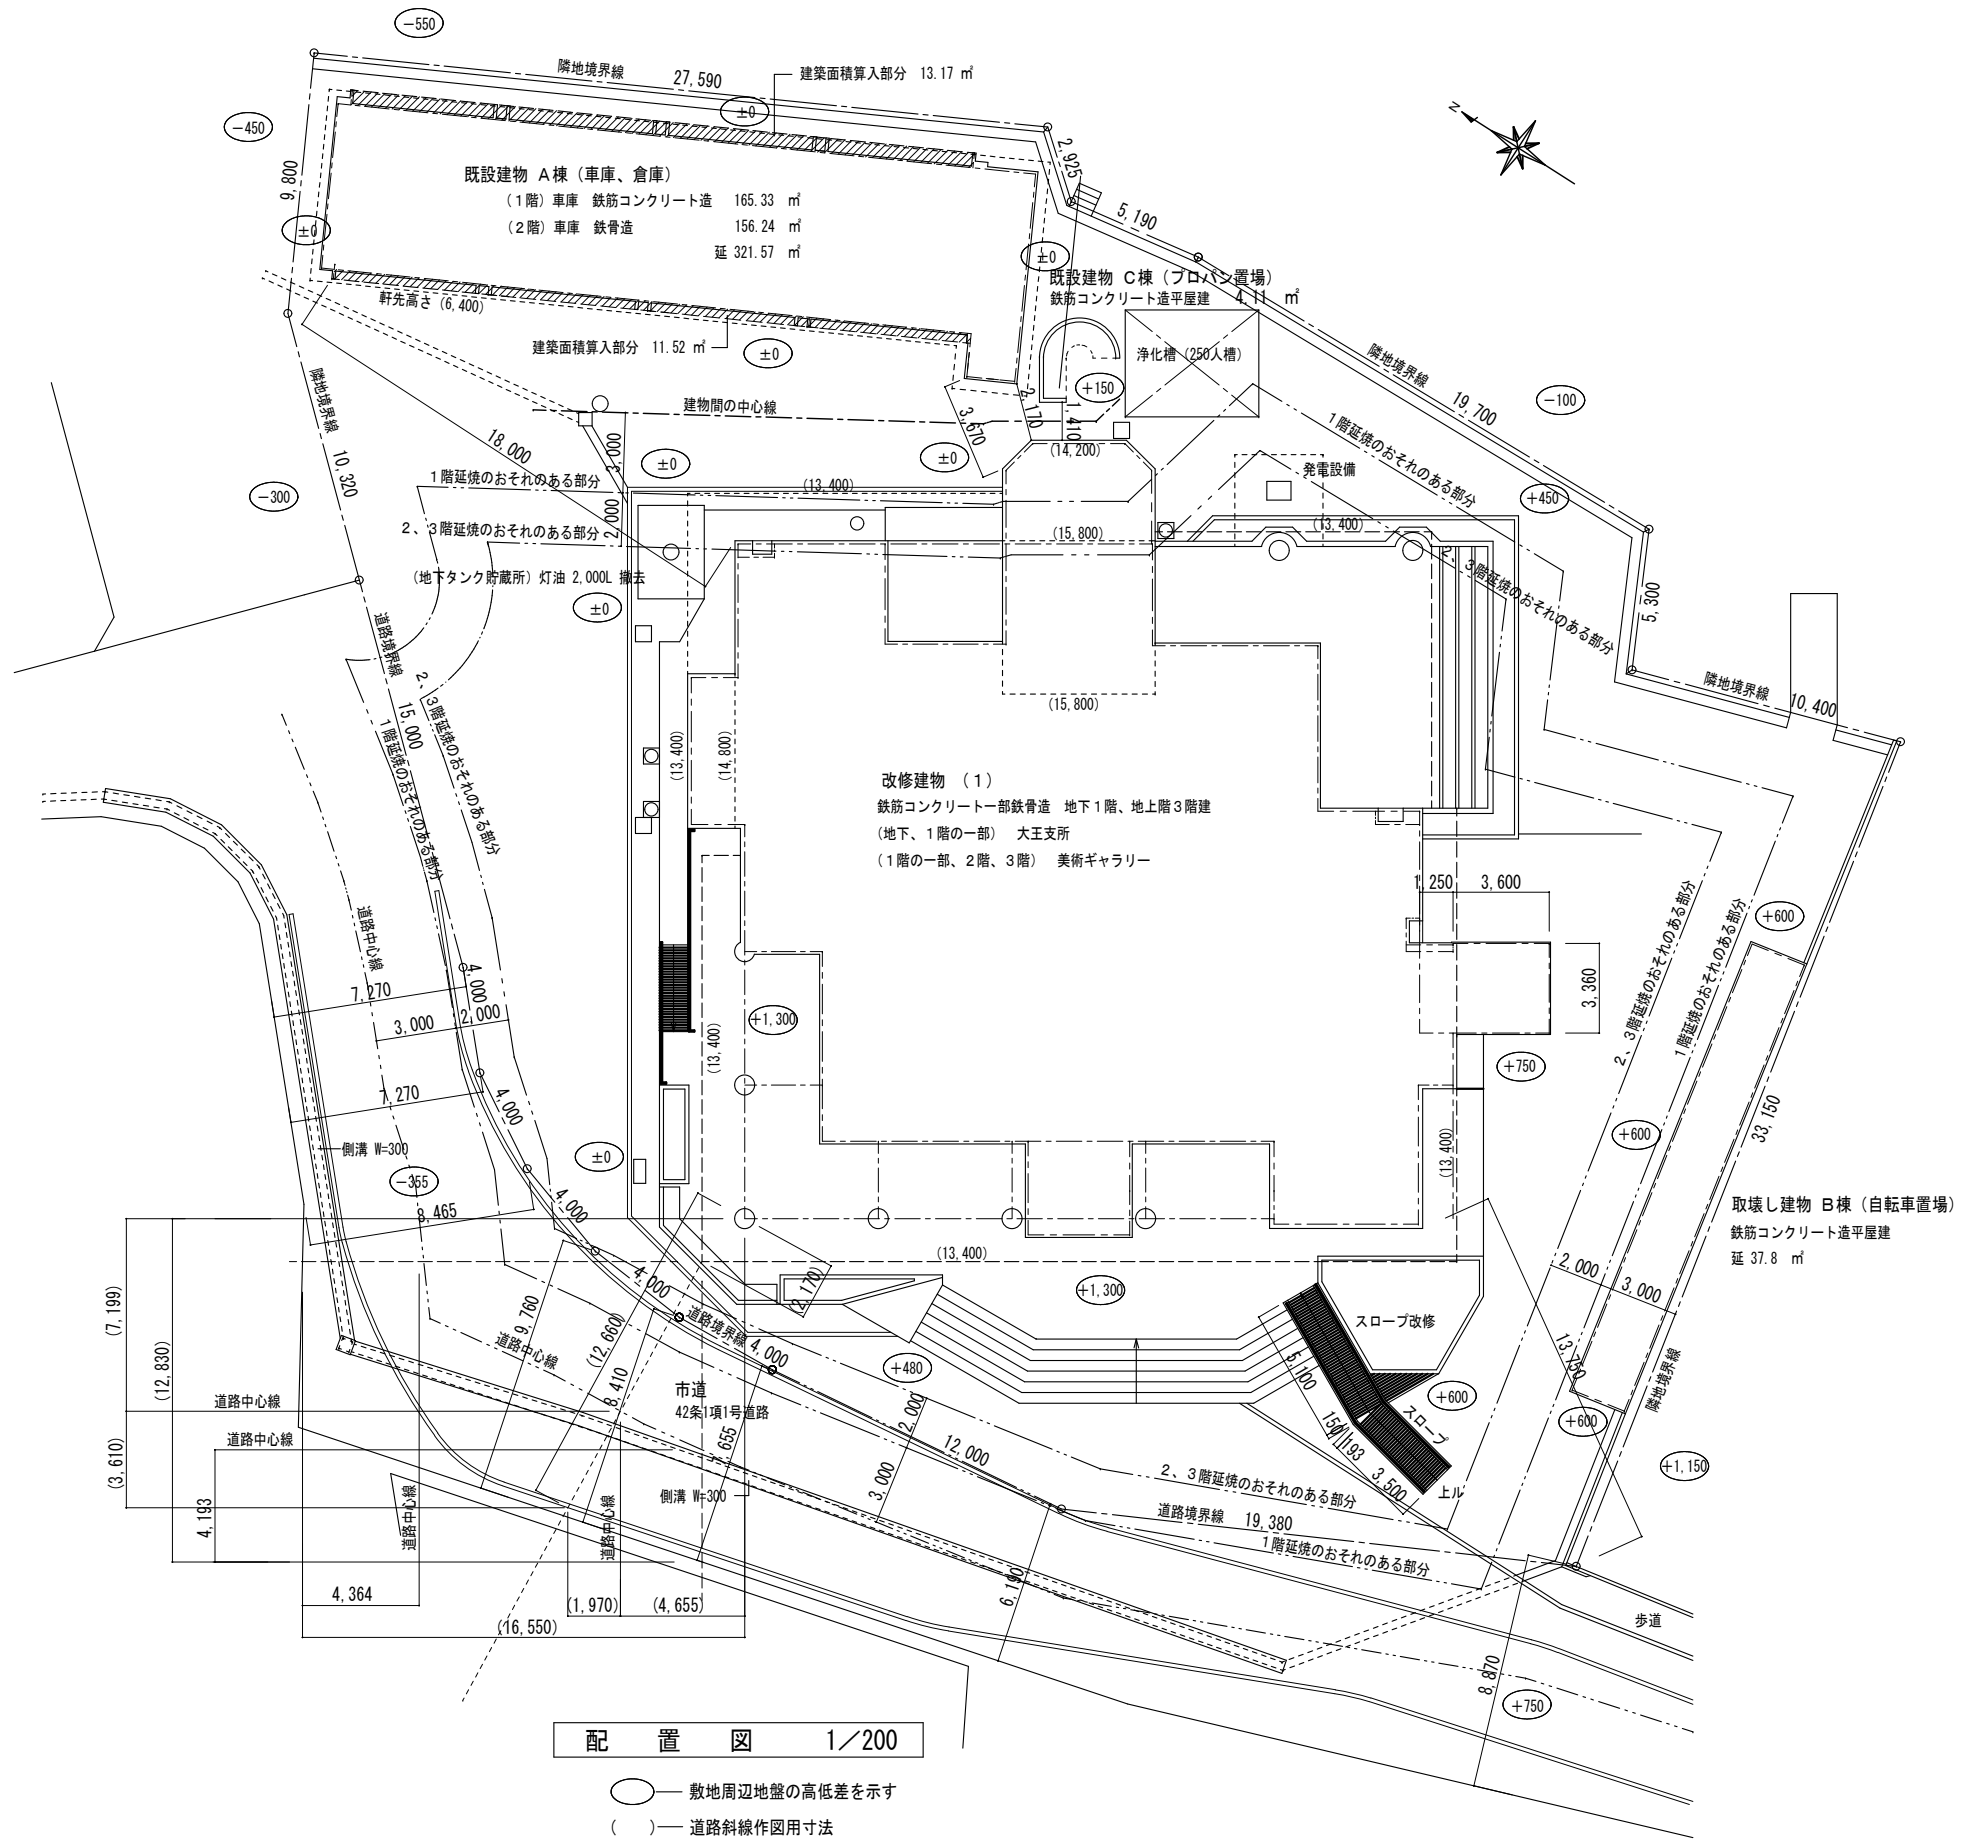 -550
隣地境界線
27,590
建築面積算入部分 13.17 ㎡
±0
-450
9,800
2,925
5,190
既設建物 A棟（車庫、倉庫）
（1階）車庫 鉄筋コンクリート造 165.33 ㎡
（2階）車庫 鉄骨造 156.24 ㎡
延 321.57 ㎡
±0
±0
N
既設建物 C棟（プロパン置場）
鉄筋コンクリート造平屋建 4.11 ㎡
軒先高さ (6,400)
建築面積算入部分 11.52 ㎡
±0
浄化槽（250人槽）
+150
隣地境界線
19,700
-100
隣地境界線
10,320
建物間の中心線
3,670
2,170
1,410
(14,200)
18,000
3,000
±0
±0
1階延焼のおそれのある部分
発電設備
+450
-300
1階延焼のおそれのある部分
(13,400)
2,000
2、3階延焼のおそれのある部分
(15,800)
(13,400)
2、3階延焼のおそれのある部分
(地下タンク貯蔵所）灯油 2,000L 撤去
±0
5,300
隣地境界線
10,400
道路境界線
15,000
2、3階延焼のおそれのある部分
1階延焼のおそれのある部分
(15,800)
(13,400)
(14,800)
改修建物 （1）
鉄筋コンクリート一部鉄骨造 地下1階、地上階3階建
(地下、1階の一部） 大王支所
(1階の一部、2階、3階） 美術ギャラリー
1,250
3,600
3,360
+600
2、3階延焼のおそれのある部分
1階延焼のおそれのある部分
道路中心線
7,270
4,000
3,000
2,000
+1,300
(13,400)
+750
7,270
4,000
側溝 W=300
±0
-355
8,465
4,000
(13,400)
+600
33,150
取壊し建物 B棟（自転車置場）
鉄筋コンクリート造平屋建
延 37.8 ㎡
(13,400)
(2,170)
+1,300
2,000
3,000
(7,199)
(12,830)
9,760
(12,660)
4,000
道路境界線
4,000
道路中心線
8,410
スロープ改修
5,100
13,750
隣地境界線
+480
+600
+600
スロープ
市道
42条1項1号道路
道路中心線
道路中心線
655
2,000
3,000
12,000
150
193
3,500
上ル
+1,150
(3,610)
4,193
道路中心線
道路中心線
側溝 W=300
2、3階延焼のおそれのある部分
道路境界線
19,380
1階延焼のおそれのある部分
4,364
(1,970)
(4,655)
(16,550)
6,190
歩道
8,870
+750
配 置 図 1／200
敷地周辺地盤の高低差を示す
( ) 道路斜線作図用寸法